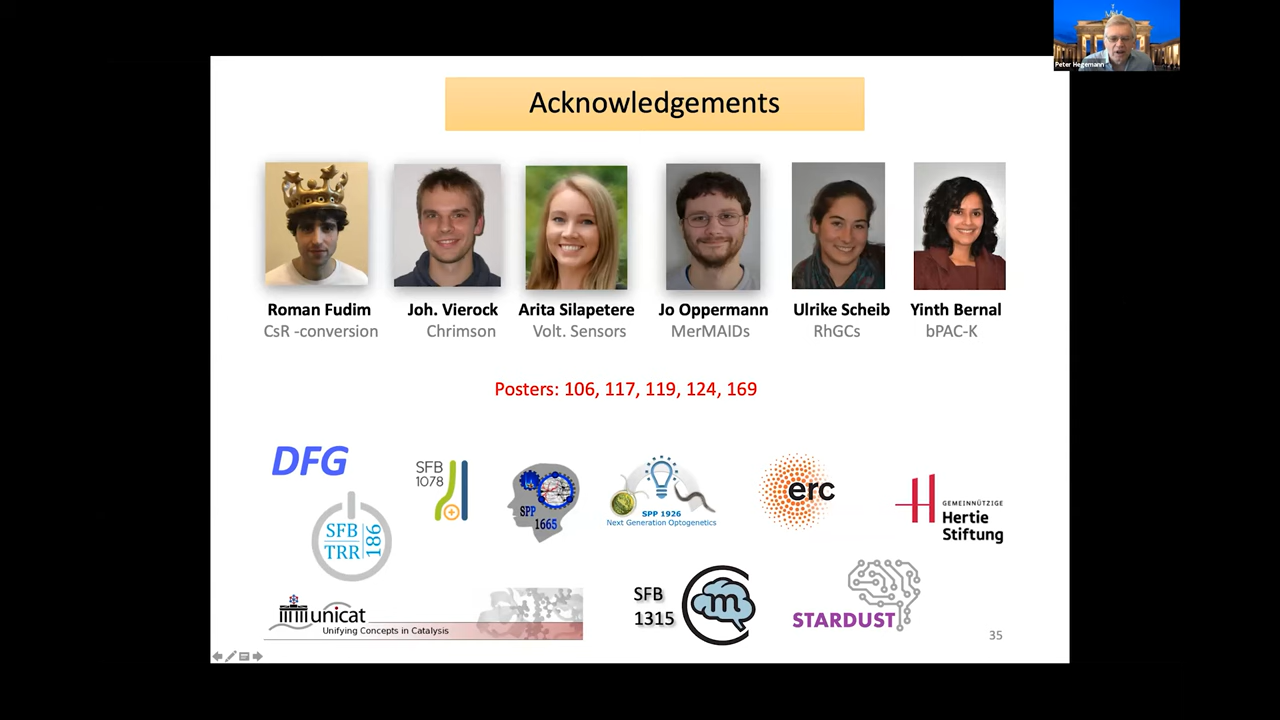 Peter Hegemann
Acknowledgements
Roman Fudim
CsR -conversion
Joh. Vierock
Chrimson
Arita Silapetere
Volt. Sensors
Jo Oppermann
MerMAIDs
Ulrike Scheib
RhGCs
Yinth Bernal
bPAC-K
Posters: 106, 117, 119, 124, 169
DFG
SFB
1078
SPP
1665
SPP 1926
Next Generation Optogenetics
erc
GEMEINNÜTZIGE
Hertie
Stiftung
SFB
TRR
186
unicat
Unifying Concepts in Catalysis
SFB
1315
m
STARDUST
35